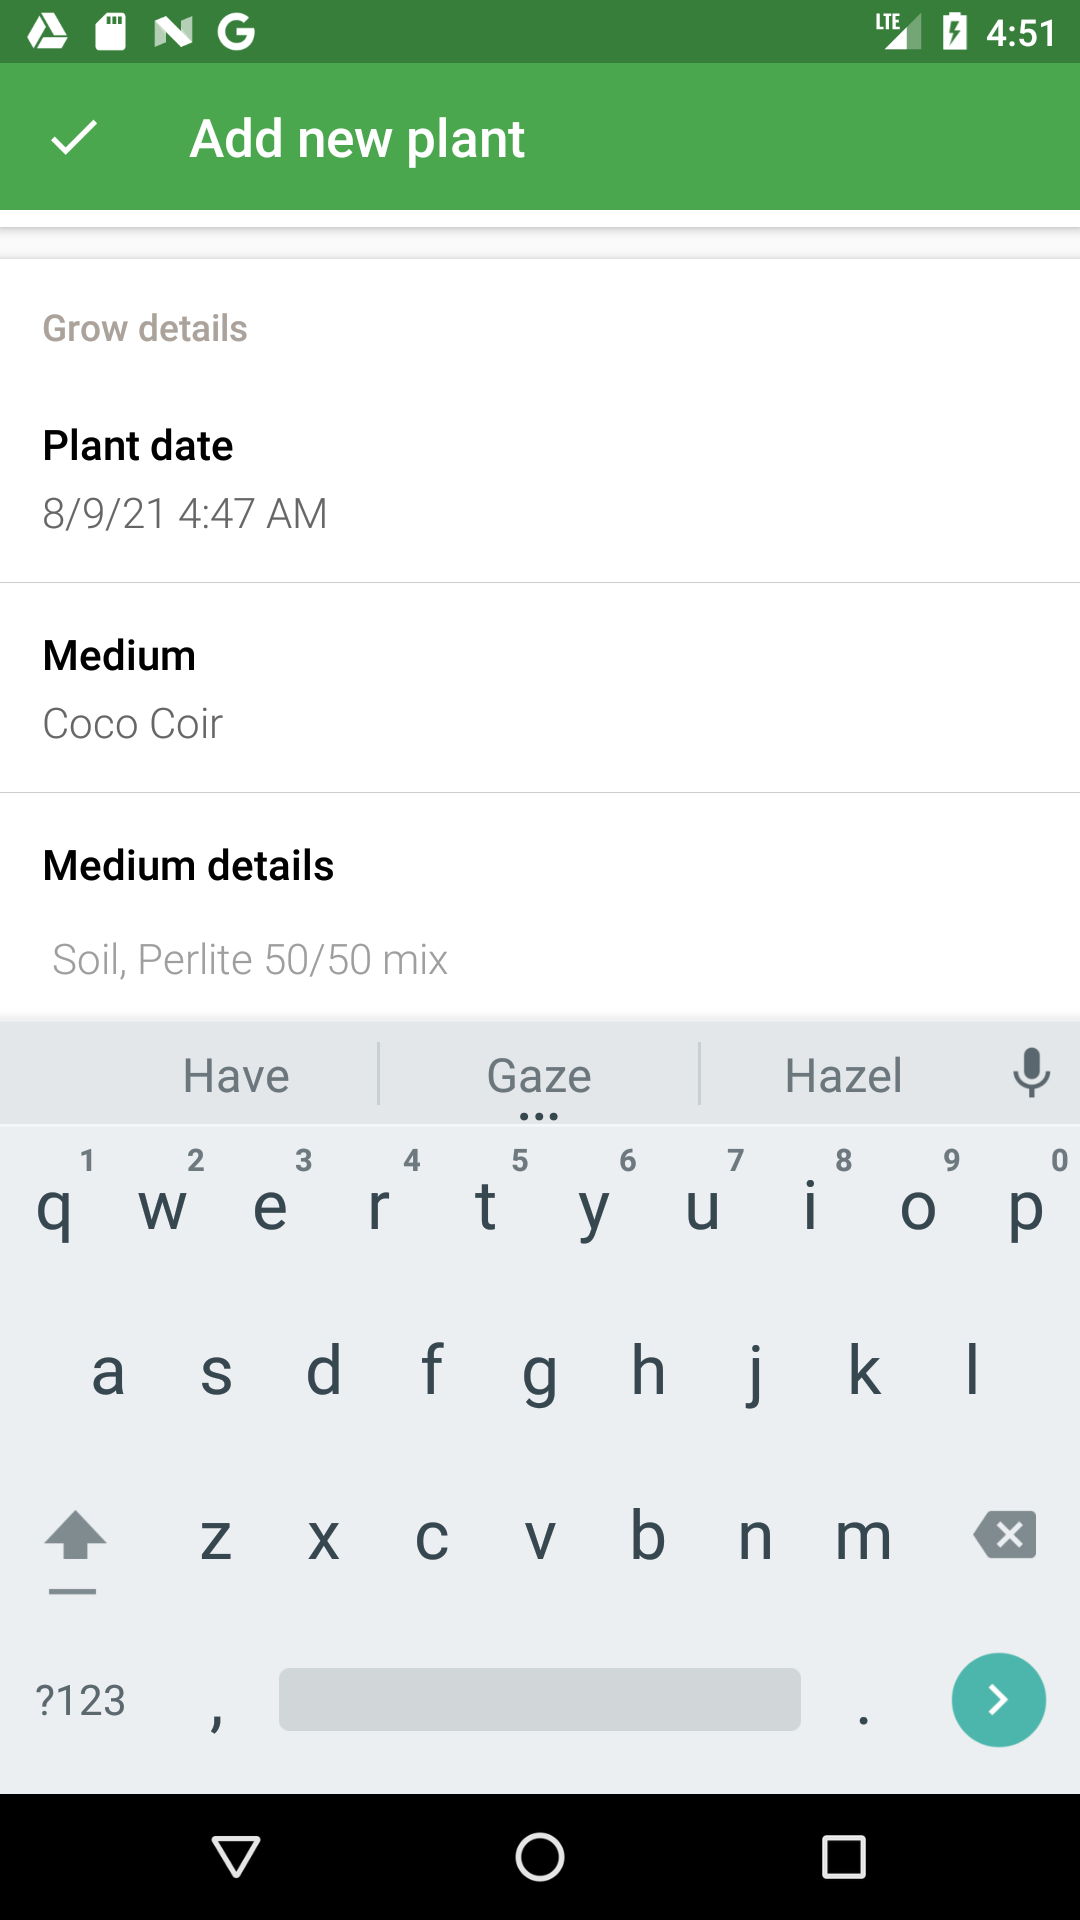 LTE 4:51
Add new plant
Grow details
Plant date
8/9/21 4:47 AM
Medium
Coco Coir
Medium details
Soil, Perlite 50/50 mix
Have Gaze Hazel
1 2 3 4 5 6 7 8 9 0
q w e r t y u i o p
a s d f g h j k l
z x c v b n m
?123 , .